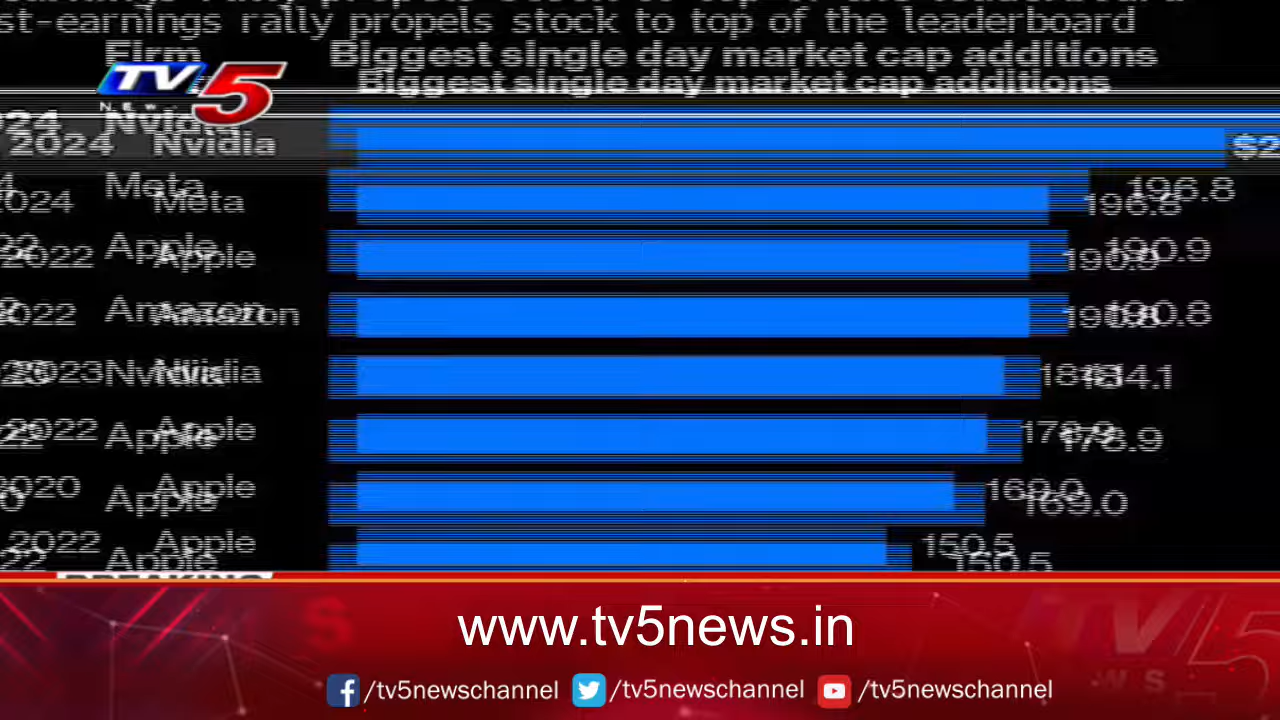 st-earnings rally propels stock to top of the leaderboard
Firm Biggest single day market cap additions
TV5
NEWS
2024 Nvidia $2
2024 Meta 196.8
2022 Apple 190.9
2022 Amazon 190.8
2023 Nvidia 184.1
2022 Apple 178.9
2020 Apple 169.0
2022 Apple 150.5
www.tv5news.in
/tv5newschannel /tv5newschannel /tv5newschannel